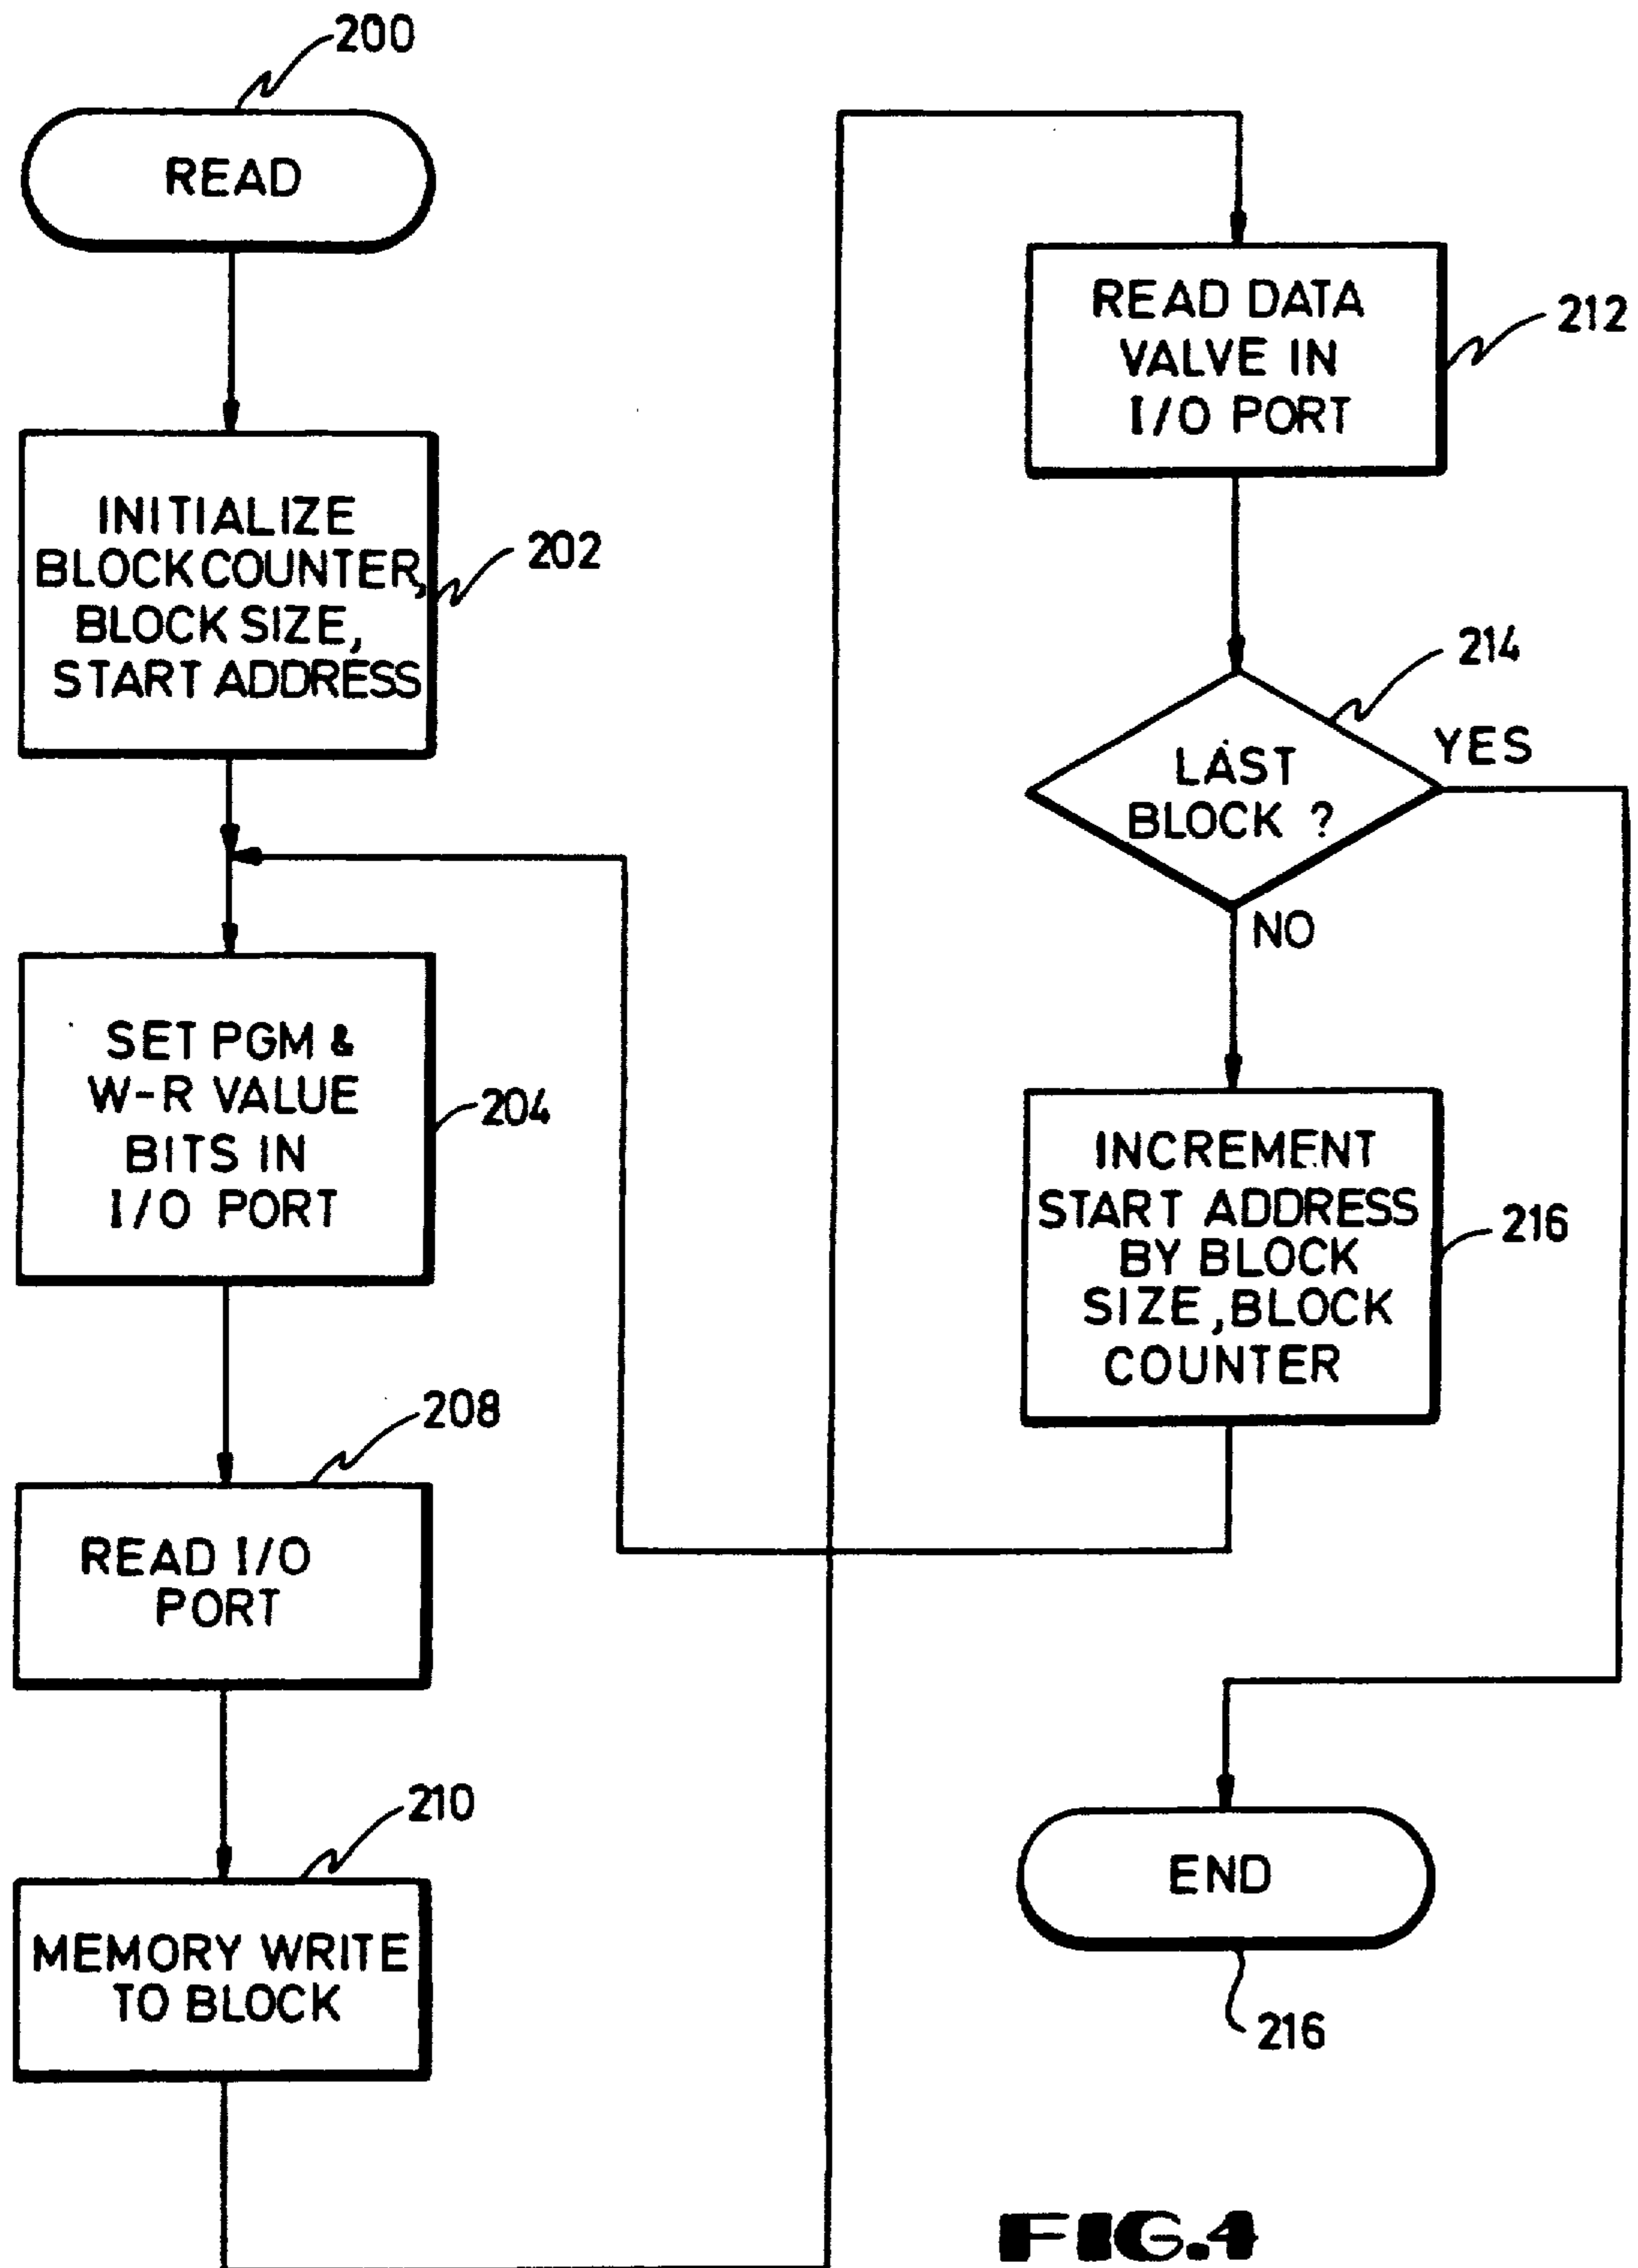 200
READ
INITIALIZE
BLOCK COUNTER,
BLOCK SIZE,
START ADDRESS
202
SET PGM &
W-R VALUE
BITS IN
I/O PORT
204
208
READ I/O
PORT
210
MEMORY WRITE
TO BLOCK
READ DATA
VALVE IN
I/O PORT
212
214
LAST
BLOCK ?
YES
NO
INCREMENT
START ADDRESS
BY BLOCK
SIZE, BLOCK
COUNTER
216
END
216
FIG.4